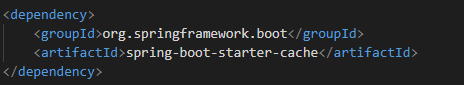 <dependency>
    <groupId>org.springframework.boot</groupId>
    <artifactId>spring-boot-starter-cache</artifactId>
</dependency>